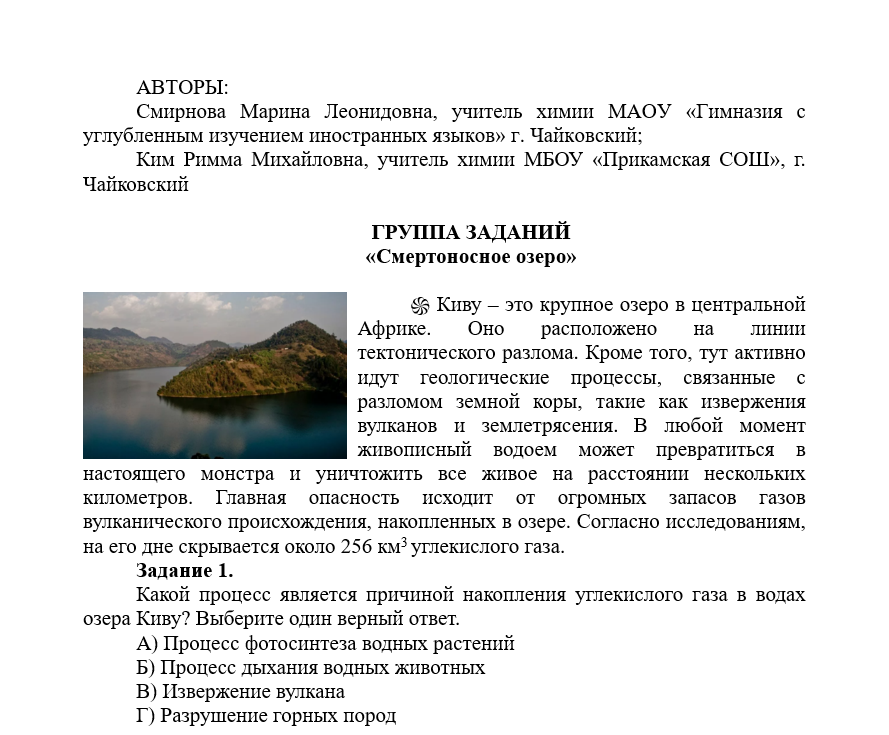 АВТОРЫ:
Смирнова Марина Леонидовна, учитель химии МАОУ «Гимназия с
углубленным изучением иностранных языков» г. Чайковский;
Ким Римма Михайловна, учитель химии МБОУ «Прикамская СОШ», г.
Чайковский
ГРУППА ЗАДАНИЙ
«Смертоносное озеро»
Киву – это крупное озеро в центральной
Африке. Оно расположено на линии
тектонического разлома. Кроме того, тут активно
идут геологические процессы, связанные с
разломом земной коры, такие как извержения
вулканов и землетрясения. В любой момент
живописный водоем может превратиться в
настоящего монстра и уничтожить все живое на расстоянии нескольких
километров. Главная опасность исходит от огромных запасов газов
вулканического происхождения, накопленных в озере. Согласно исследованиям,
на его дне скрывается около 256 км³ углекислого газа.
Задание 1.
Какой процесс является причиной накопления углекислого газа в водах
озера Киву? Выберите один верный ответ.
А) Процесс фотосинтеза водных растений
Б) Процесс дыхания водных животных
В) Извержение вулкана
Г) Разрушение горных пород